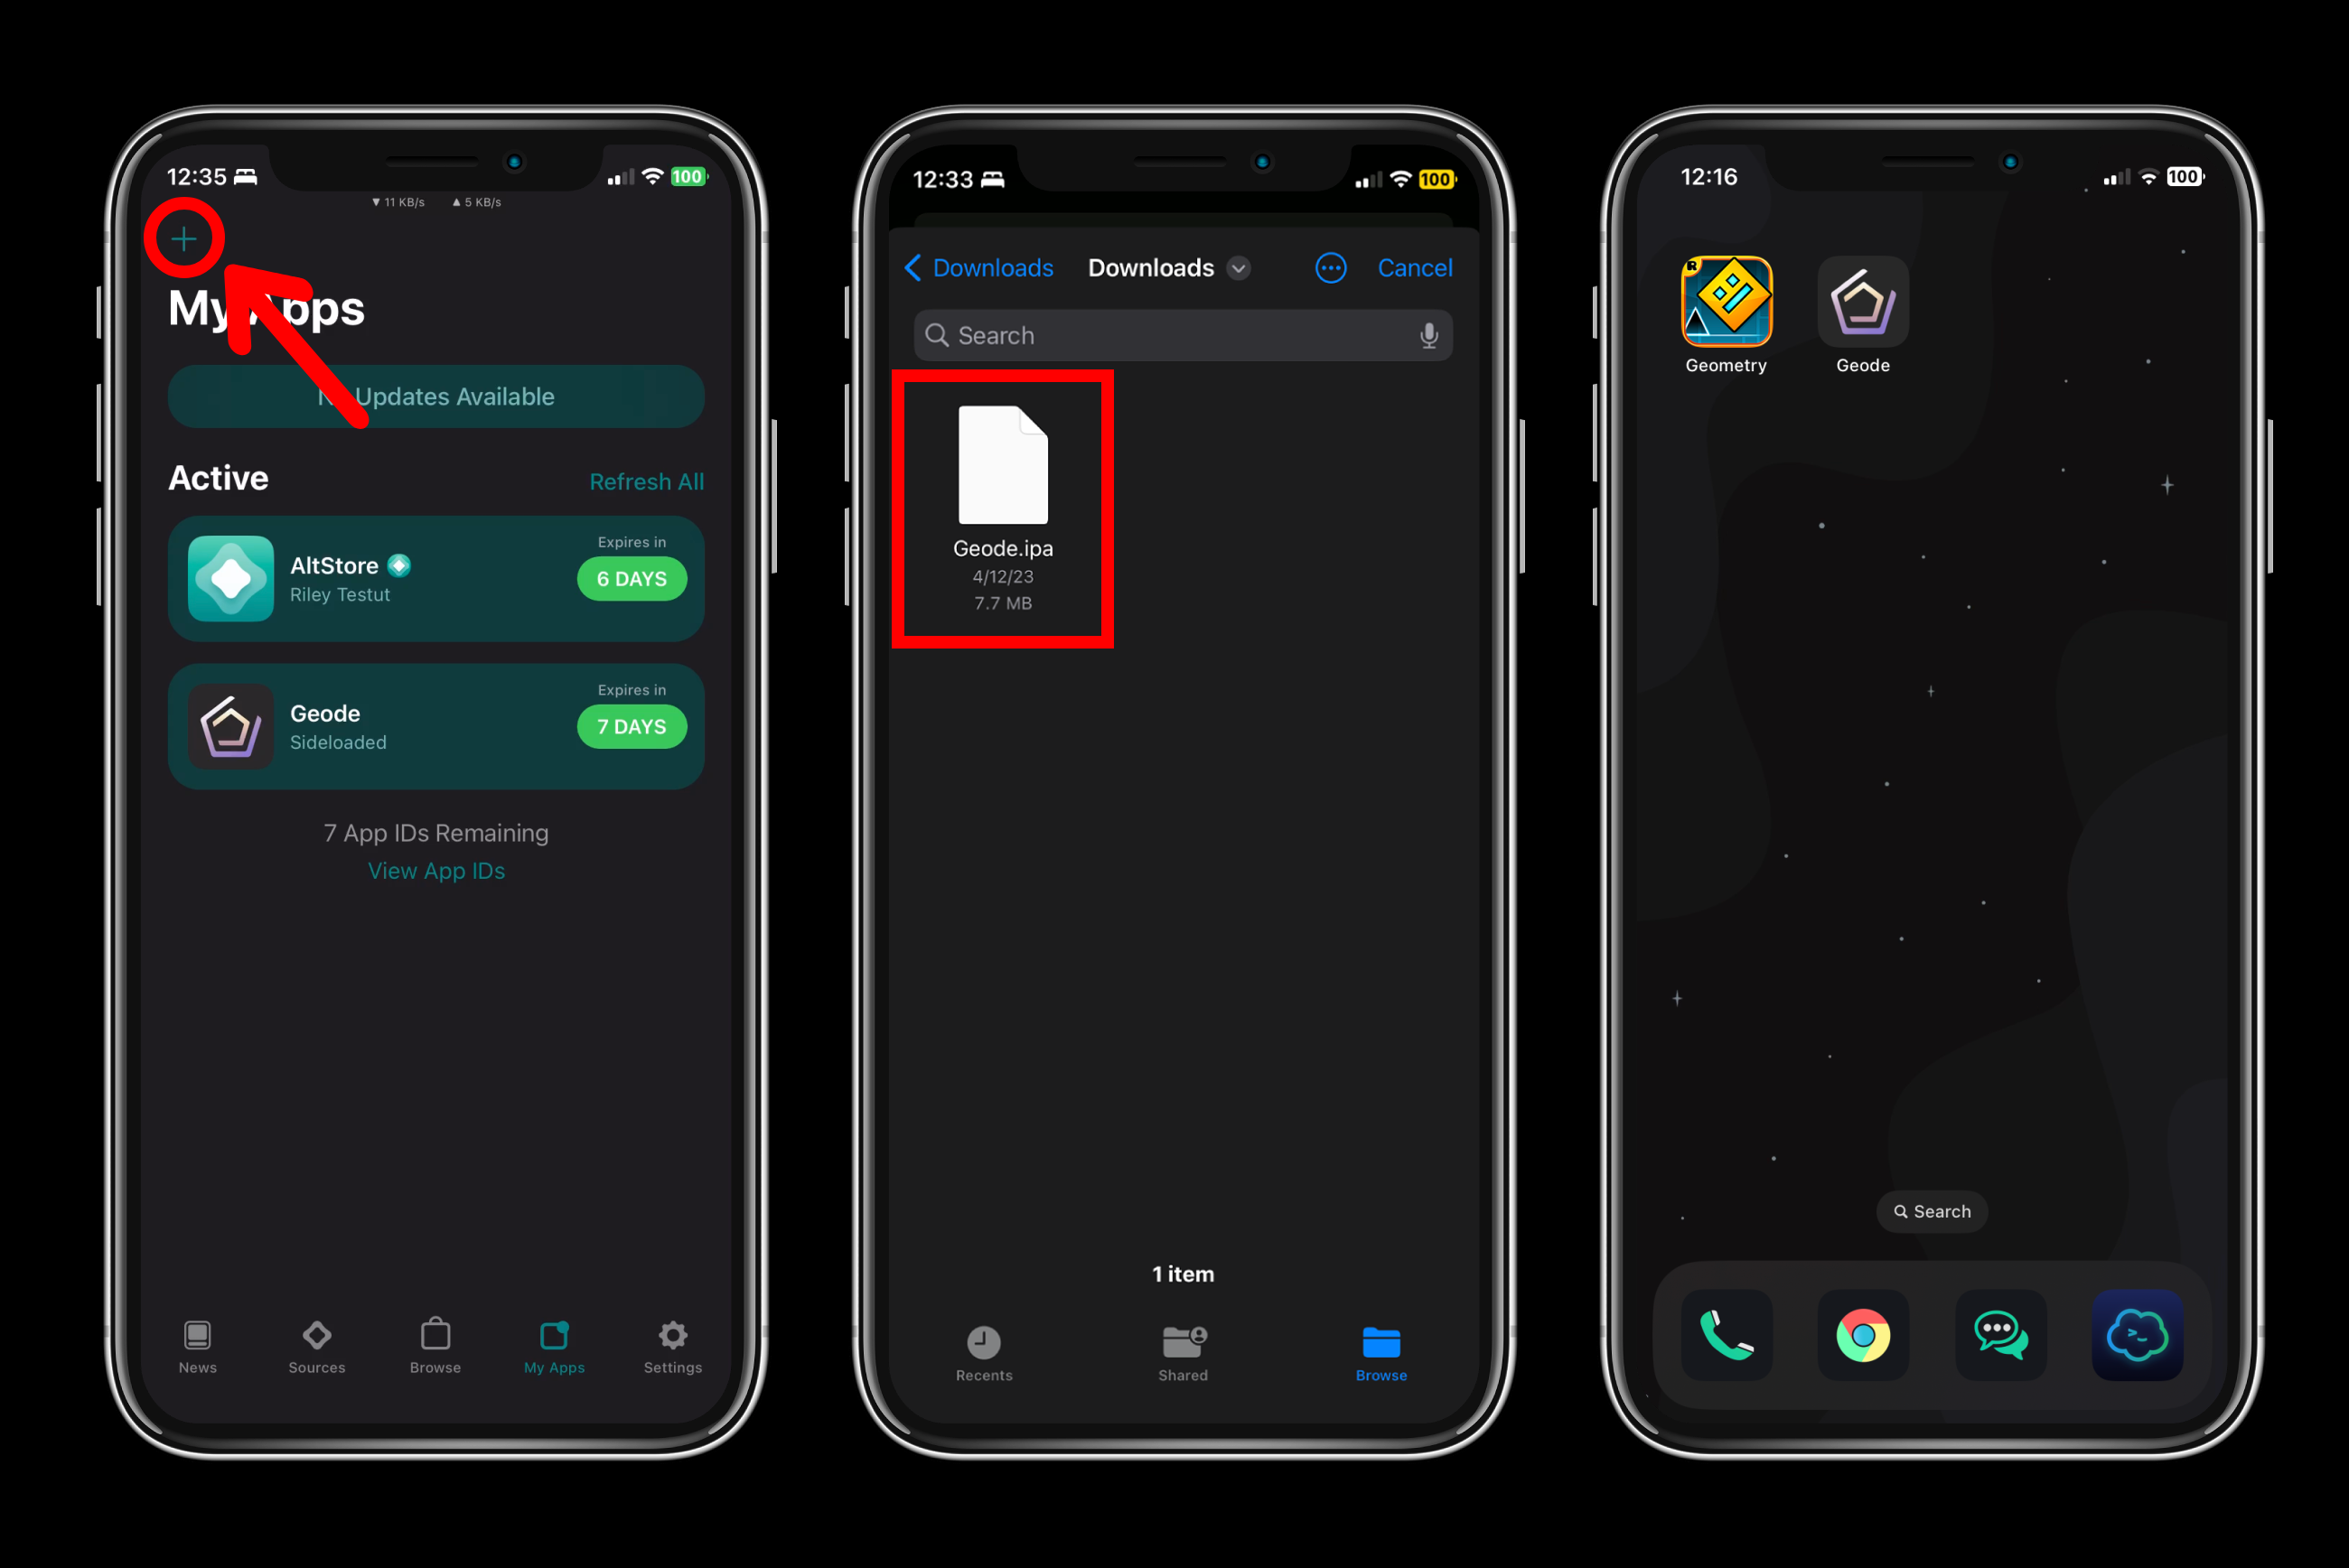 12:35
100
▼ 11 KB/s ▲ 5 KB/s
My Apps
No Updates Available
Active
Refresh All
AltStore
Riley Testut
Expires in
6 DAYS
Geode
Sideloaded
Expires in
7 DAYS
7 App IDs Remaining
View App IDs
News
Sources
Browse
My Apps
Settings
12:33
100
Downloads
Downloads
Cancel
Search
Geode.ipa
4/12/23
7.7 MB
1 item
Recents
Shared
Browse
12:16
100
R
Geometry
Geode
Search
>_